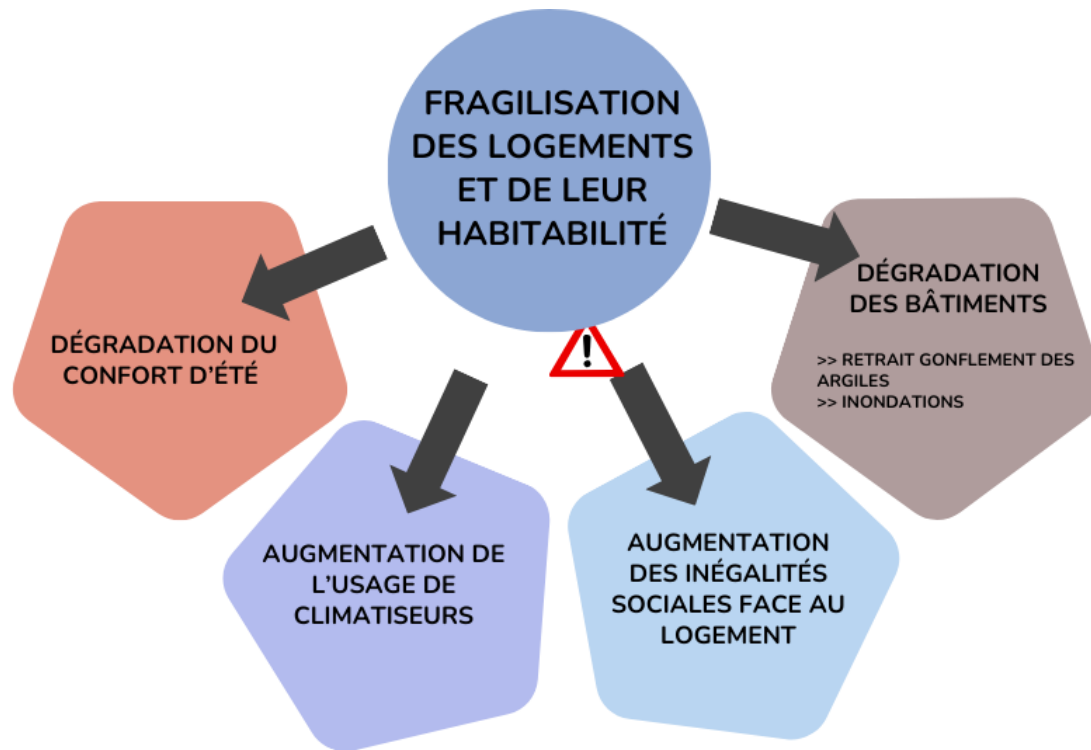 FRAGILISATION
DES LOGEMENTS
ET DE LEUR
HABITABILITÉ
DÉGRADATION DU
CONFORT D'ÉTÉ
AUGMENTATION DE
L'USAGE DE
CLIMATISEURS
!
AUGMENTATION
DES INÉGALITÉS
SOCIALES FACE AU
LOGEMENT
DÉGRADATION
DES BÂTIMENTS
>> RETRAIT GONFLEMENT DES
ARGILES
>> INONDATIONS